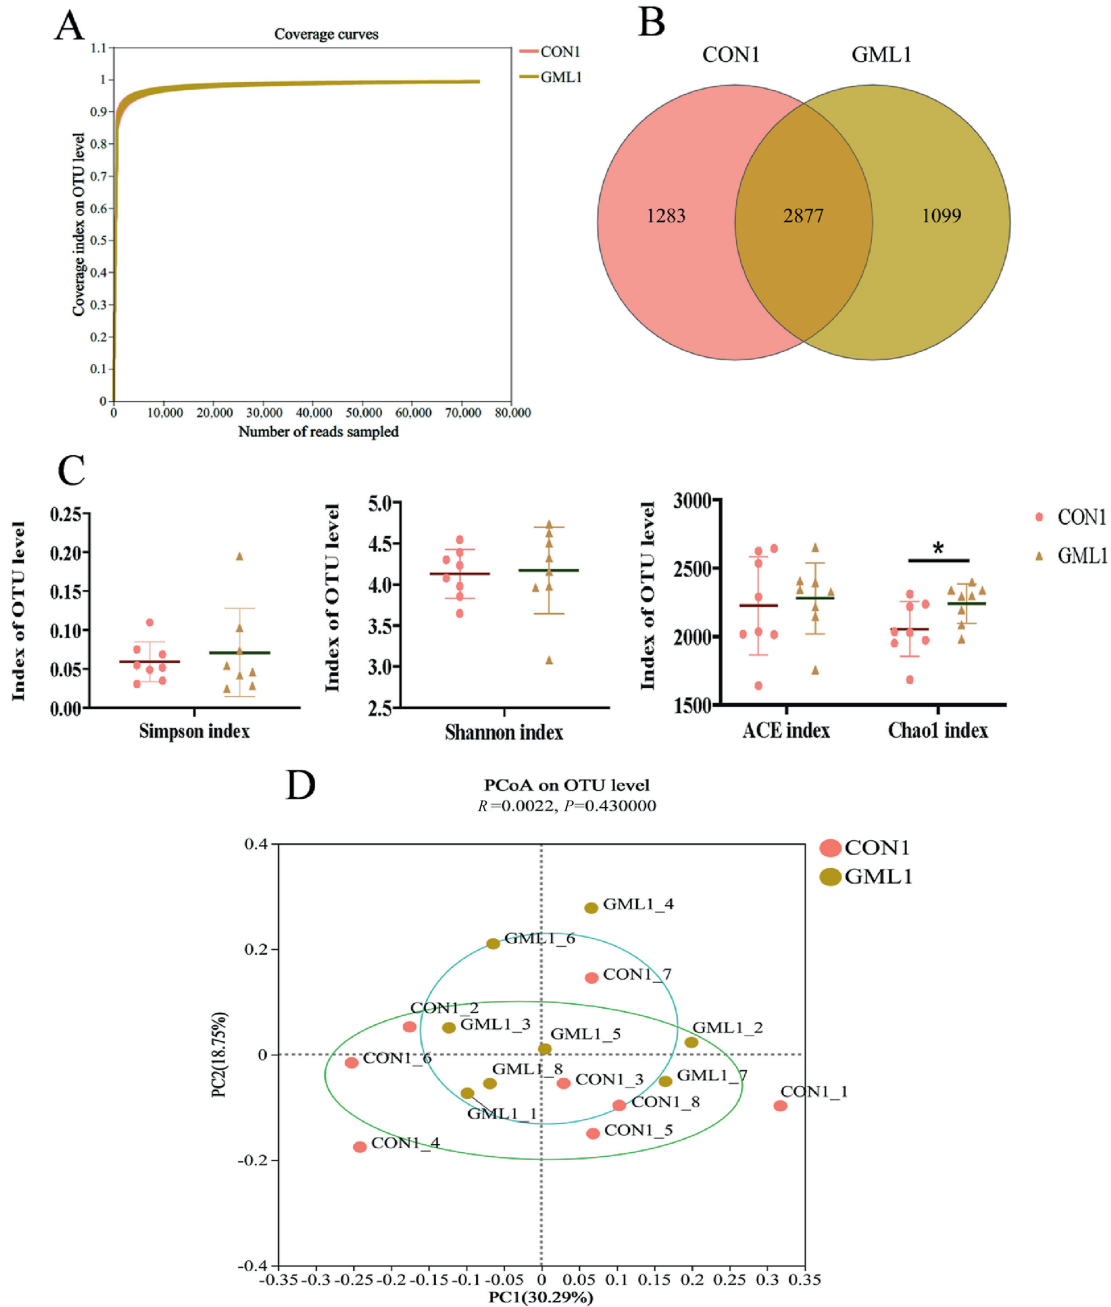 A
Coverage curves
CON1
GML1
Coverage index on OTU level
1.1
1
0.9
0.8
0.7
0.6
0.5
0.4
0.3
0.2
0.1
0
0 10,000 20,000 30,000 40,000 50,000 60,000 70,000 80,000
Number of reads sampled
B
CON1 GML1
1283 2877 1099
C
Index of OTU level
0.25
0.20
0.15
0.10
0.05
0.00
Simpson index
Index of OTU level
5.0
4.5
4.0
3.5
3.0
2.5
Shannon index
Index of OTU level
3000
2500
2000
1500
*
ACE index Chao1 index
CON1
GML1
D
PCoA on OTU level
R=0.0022, P=0.430000
CON1
GML1
PC2(18.75%)
0.4
0.2
0
-0.2
-0.4
GML1_4
GML1_6
CON1_7
CON1_2
GML1_3
GML1_5
GML1_2
CON1_6
GML1_8
CON1_3
GML1_7
CON1_1
GML1_1
CON1_8
CON1_4
CON1_5
-0.35 -0.3 -0.25 -0.2 -0.15 -0.1 -0.05 0 0.05 0.1 0.15 0.2 0.25 0.3 0.35
PC1(30.29%)